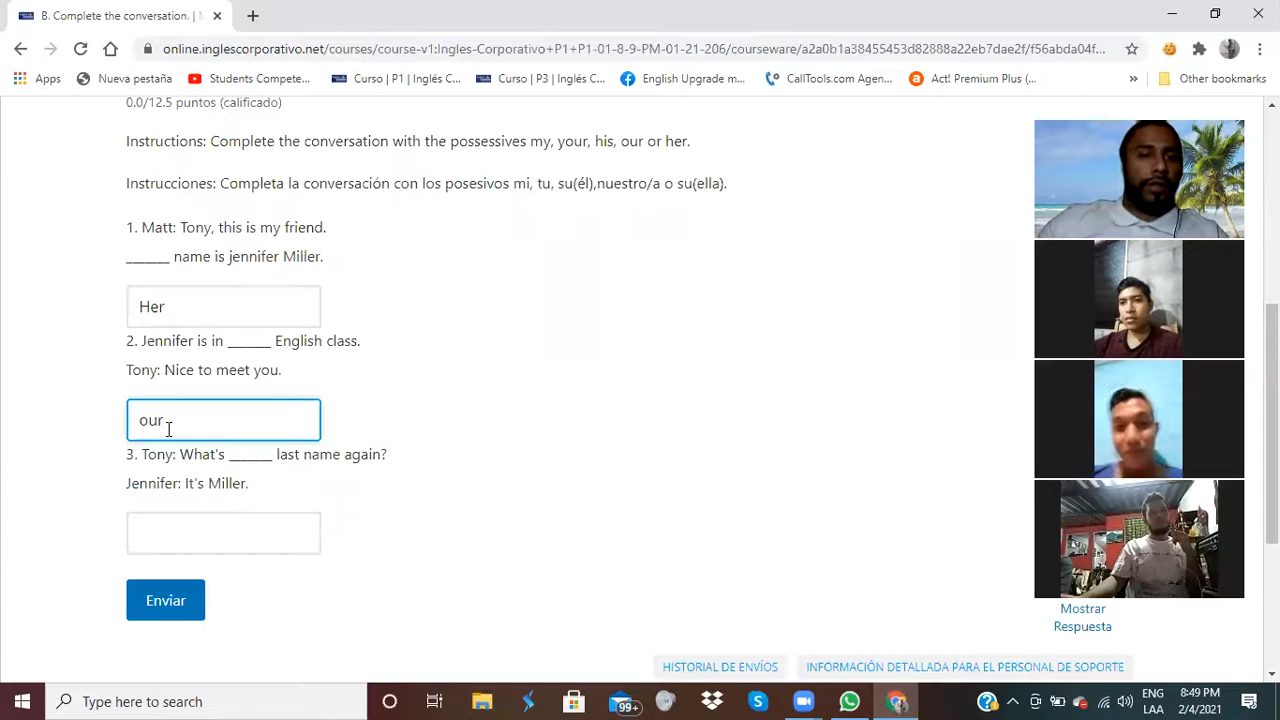 B. Complete the conversation. |
online.inglescorporativo.net/courses/course-v1:Ingles-Corporativo+P1+P1-01-8-9-PM-01-21-206/courseware/a2a0b1a38455453d82888a22eb7dae2f/f56abda04f...
Apps
Nueva pestaña
Students Compete...
Curso | P1 | Inglés C...
Curso | P3 | Inglés C...
English Upgrade m...
CallTools.com Agen...
Act! Premium Plus (...
»
Other bookmarks
0.0/12.5 puntos (calificado)
Instructions: Complete the conversation with the possessives my, your, his, our or her.
Instrucciones: Completa la conversación con los posesivos mi, tu, su(él),nuestro/a o su(ella).
1. Matt: Tony, this is my friend.
_______ name is jennifer Miller.
Her
2. Jennifer is in _______ English class.
Tony: Nice to meet you.
our
3. Tony: What's _______ last name again?
Jennifer: It's Miller.
Enviar
Mostrar
Respuesta
HISTORIAL DE ENVÍOS
INFORMACIÓN DETALLADA PARA EL PERSONAL DE SOPORTE
Type here to search
99+
ENG
LAA
8:49 PM
2/4/2021